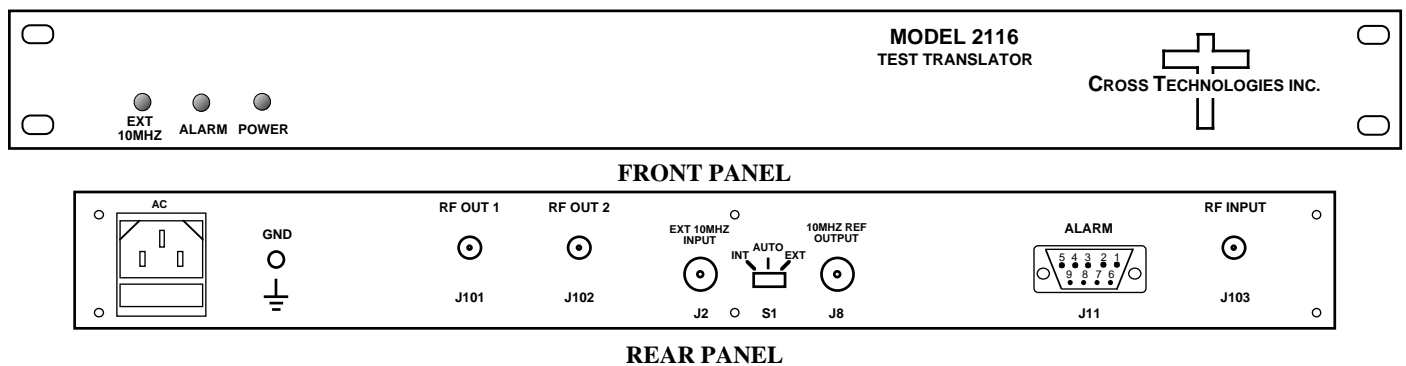 MODEL 2116
TEST TRANSLATOR
CROSS TECHNOLOGIES INC.
EXT
10MHZ
ALARM
POWER
FRONT PANEL
AC
GND
RF OUT 1
J101
RF OUT 2
J102
EXT 10MHZ
INPUT
J2
INT
AUTO
EXT
S1
10MHZ REF
OUTPUT
J8
ALARM
5 4 3 2 1
9 8 7 6
J11
RF INPUT
J103
REAR PANEL